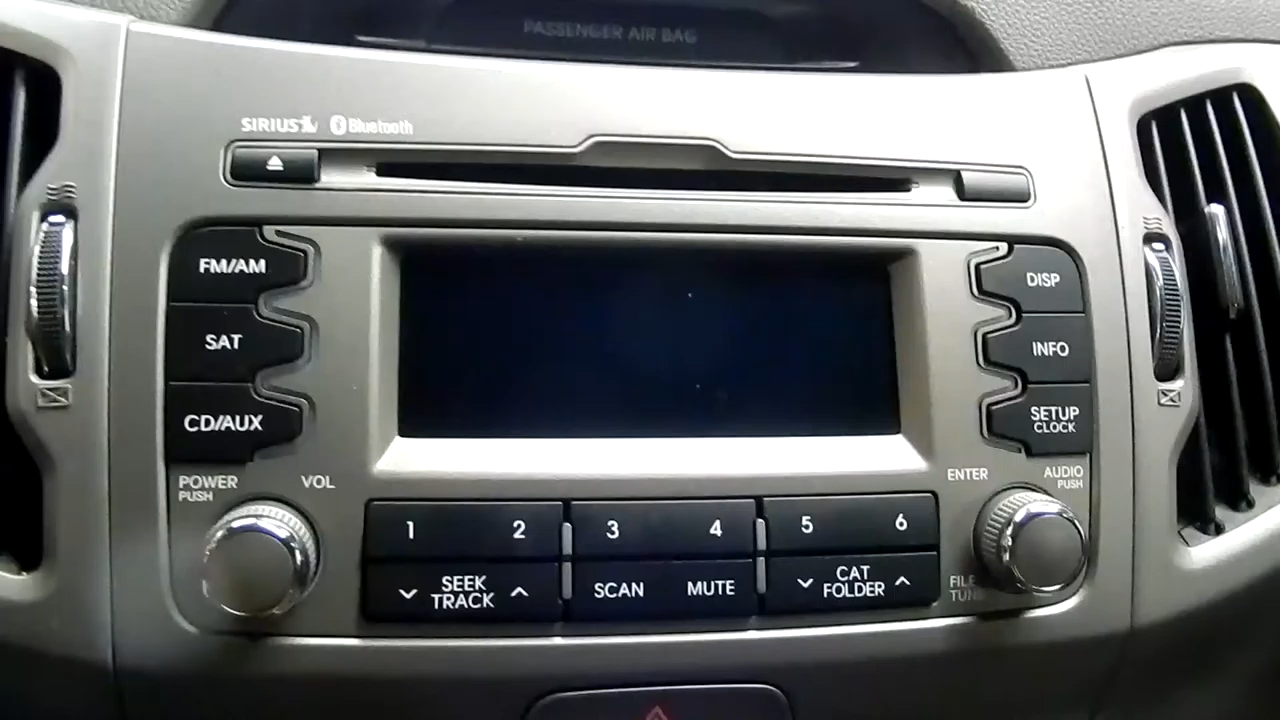 PASSENGER AIR BAG
SIRIUS Bluetooth
FM/AM
SAT
CD/AUX
DISP
INFO
SETUP
CLOCK
POWER
PUSH
VOL
ENTER
AUDIO
PUSH
1 2 3 4 5 6
SEEK
TRACK
SCAN MUTE
CAT
FOLDER
FILE
TUNE